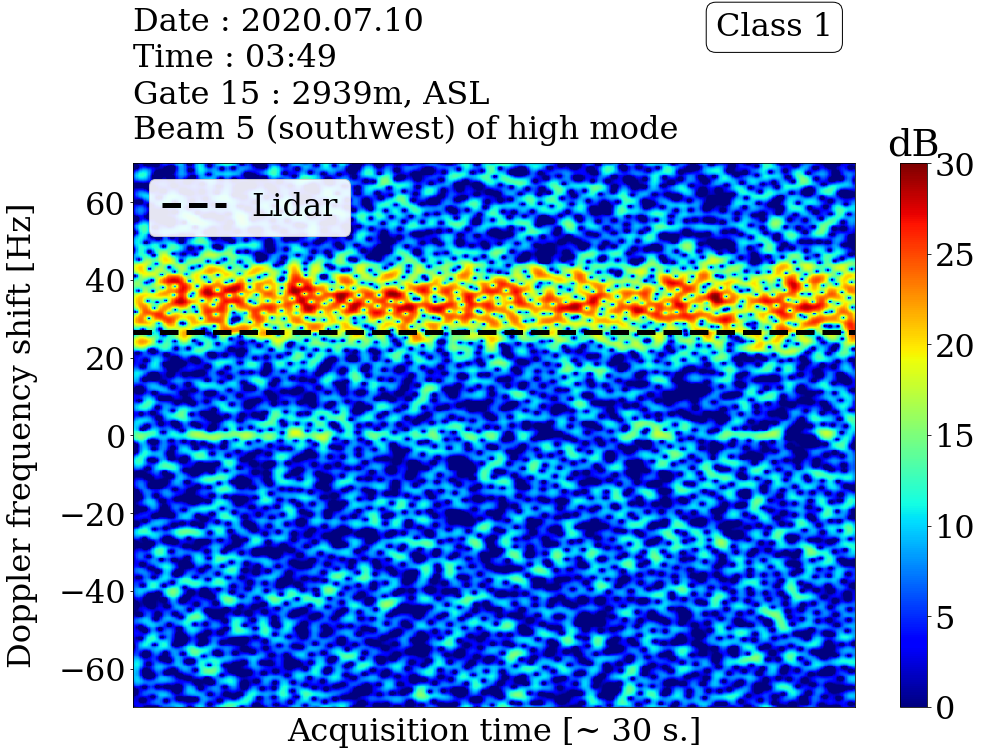 Date : 2020.07.10
Time : 03:49
Gate 15 : 2939m, ASL
Beam 5 (southwest) of high mode
Class 1
dB
Lidar
Doppler frequency shift [Hz]
60
40
20
0
−20
−40
−60
Acquisition time [~ 30 s.]
30
25
20
15
10
5
0